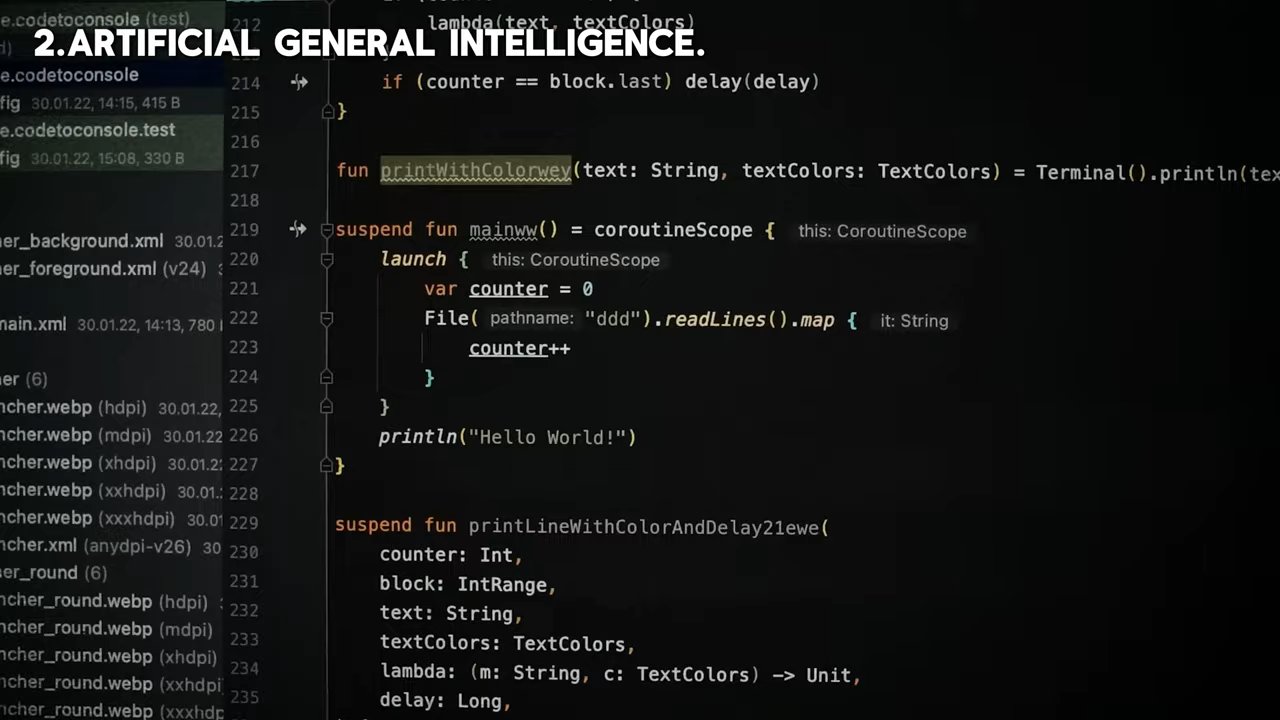 2.ARTIFICIAL GENERAL INTELLIGENCE.
e.codetoconsole (test)
e.codetoconsole
fig 30.01.22, 14:15, 415 B
e.codetoconsole.test
fig 30.01.22, 15:08, 330 B
er_background.xml 30.01.2
er_foreground.xml (v24)
main.xml 30.01.22, 14:13, 780
er (6)
ncher.webp (hdpi) 30.01.22,
ncher.webp (mdpi) 30.01.22
ncher.webp (xhdpi) 30.01.2
ncher.webp (xxhdpi) 30.01.
ncher.webp (xxxhdpi) 30.01
ncher.xml (anydpi-v26) 30
er_round (6)
ncher_round.webp (hdpi)
ncher_round.webp (mdpi)
ncher_round.webp (xhdpi)
ncher_round.webp (xxhdpi
ncher_round.webp (xxxhdp
212 lambda(text, textColors)
214 if (counter == block.last) delay(delay)
215 }
216
217 fun printWithColorwey(text: String, textColors: TextColors) = Terminal().println(tex
218
219 suspend fun mainww() = coroutineScope { this: CoroutineScope
220 launch { this: CoroutineScope
221 var counter = 0
222 File( pathname: "ddd").readLines().map { it: String
223 counter++
224 }
225 }
226 println("Hello World!")
227 }
228
229 suspend fun printLineWithColorAndDelay21ewe(
230 counter: Int,
231 block: IntRange,
232 text: String,
233 textColors: TextColors,
234 lambda: (m: String, c: TextColors) -> Unit,
235 delay: Long,